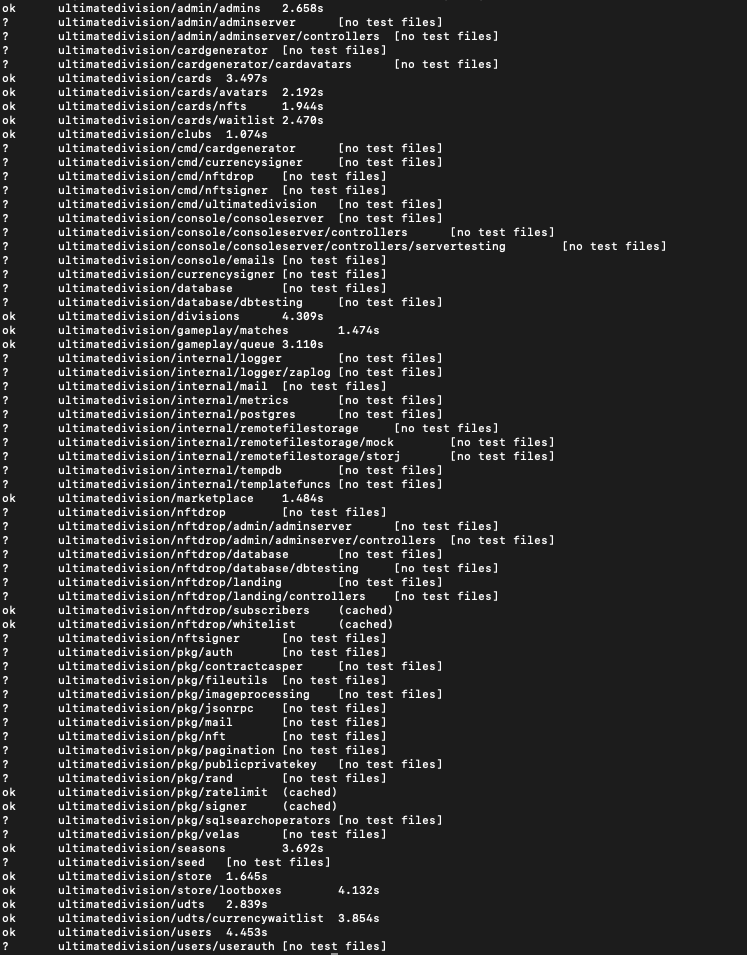 ok ultimatedivision/admin/admins 2.658s
? ultimatedivision/admin/adminserver [no test files]
? ultimatedivision/admin/adminserver/controllers [no test files]
? ultimatedivision/cardgenerator [no test files]
? ultimatedivision/cardgenerator/cardavatars [no test files]
ok ultimatedivision/cards 3.497s
ok ultimatedivision/cards/avatars 2.192s
ok ultimatedivision/cards/nfts 1.944s
ok ultimatedivision/cards/waitlist 2.470s
ok ultimatedivision/clubs 1.074s
? ultimatedivision/cmd/cardgenerator [no test files]
? ultimatedivision/cmd/currencysigner [no test files]
? ultimatedivision/cmd/nftdrop [no test files]
? ultimatedivision/cmd/nftsigner [no test files]
? ultimatedivision/cmd/ultimatedivision [no test files]
? ultimatedivision/console/consoleserver [no test files]
? ultimatedivision/console/consoleserver/controllers [no test files]
? ultimatedivision/console/consoleserver/controllers/servertesting [no test files]
? ultimatedivision/console/emails [no test files]
? ultimatedivision/currencysigner [no test files]
? ultimatedivision/database [no test files]
? ultimatedivision/database/dbtesting [no test files]
ok ultimatedivision/divisions 4.309s
ok ultimatedivision/gameplay/matches 1.474s
ok ultimatedivision/gameplay/queue 3.110s
? ultimatedivision/internal/logger [no test files]
? ultimatedivision/internal/logger/zaplog [no test files]
? ultimatedivision/internal/mail [no test files]
? ultimatedivision/internal/metrics [no test files]
? ultimatedivision/internal/postgres [no test files]
? ultimatedivision/internal/remotefilestorage [no test files]
? ultimatedivision/internal/remotefilestorage/mock [no test files]
? ultimatedivision/internal/remotefilestorage/storj [no test files]
? ultimatedivision/internal/tempdb [no test files]
? ultimatedivision/internal/templatefuncs [no test files]
ok ultimatedivision/marketplace 1.484s
? ultimatedivision/nftdrop [no test files]
? ultimatedivision/nftdrop/admin/adminserver [no test files]
? ultimatedivision/nftdrop/admin/adminserver/controllers [no test files]
? ultimatedivision/nftdrop/database [no test files]
? ultimatedivision/nftdrop/database/dbtesting [no test files]
? ultimatedivision/nftdrop/landing [no test files]
? ultimatedivision/nftdrop/landing/controllers [no test files]
ok ultimatedivision/nftdrop/subscribers (cached)
ok ultimatedivision/nftdrop/whitelist (cached)
? ultimatedivision/nftsigner [no test files]
? ultimatedivision/pkg/auth [no test files]
? ultimatedivision/pkg/contractcasper [no test files]
? ultimatedivision/pkg/fileutils [no test files]
? ultimatedivision/pkg/imageprocessing [no test files]
? ultimatedivision/pkg/jsonrpc [no test files]
? ultimatedivision/pkg/mail [no test files]
? ultimatedivision/pkg/nft [no test files]
? ultimatedivision/pkg/pagination [no test files]
? ultimatedivision/pkg/publicprivatekey [no test files]
? ultimatedivision/pkg/rand [no test files]
ok ultimatedivision/pkg/ratelimit (cached)
ok ultimatedivision/pkg/signer (cached)
? ultimatedivision/pkg/sqlsearchoperators [no test files]
? ultimatedivision/pkg/velas [no test files]
ok ultimatedivision/seasons 3.692s
? ultimatedivision/seed [no test files]
ok ultimatedivision/store 1.645s
ok ultimatedivision/store/lootboxes 4.132s
ok ultimatedivision/udts 2.839s
ok ultimatedivision/udts/currencywaitlist 3.854s
ok ultimatedivision/users 4.453s
? ultimatedivision/users/userauth [no test files]